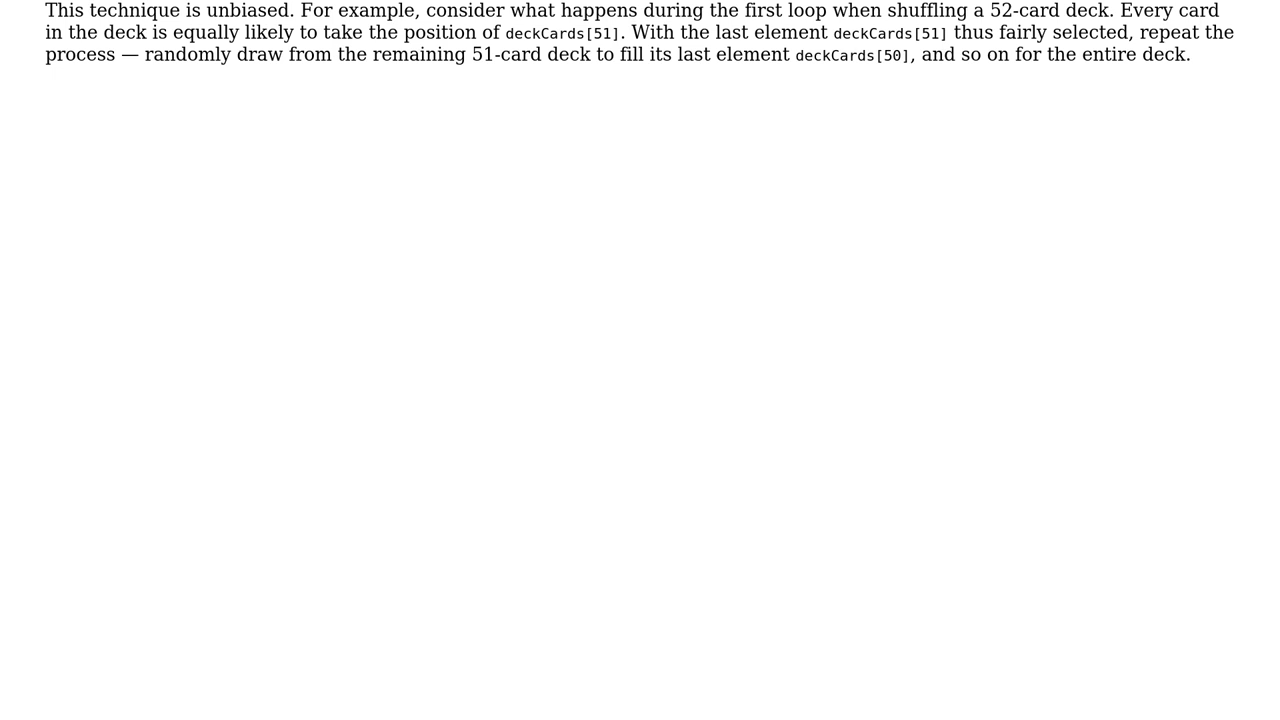 This technique is unbiased. For example, consider what happens during the first loop when shuffling a 52-card deck. Every card
in the deck is equally likely to take the position of deckCards[51]. With the last element deckCards[51] thus fairly selected, repeat the
process — randomly draw from the remaining 51-card deck to fill its last element deckCards[50], and so on for the entire deck.